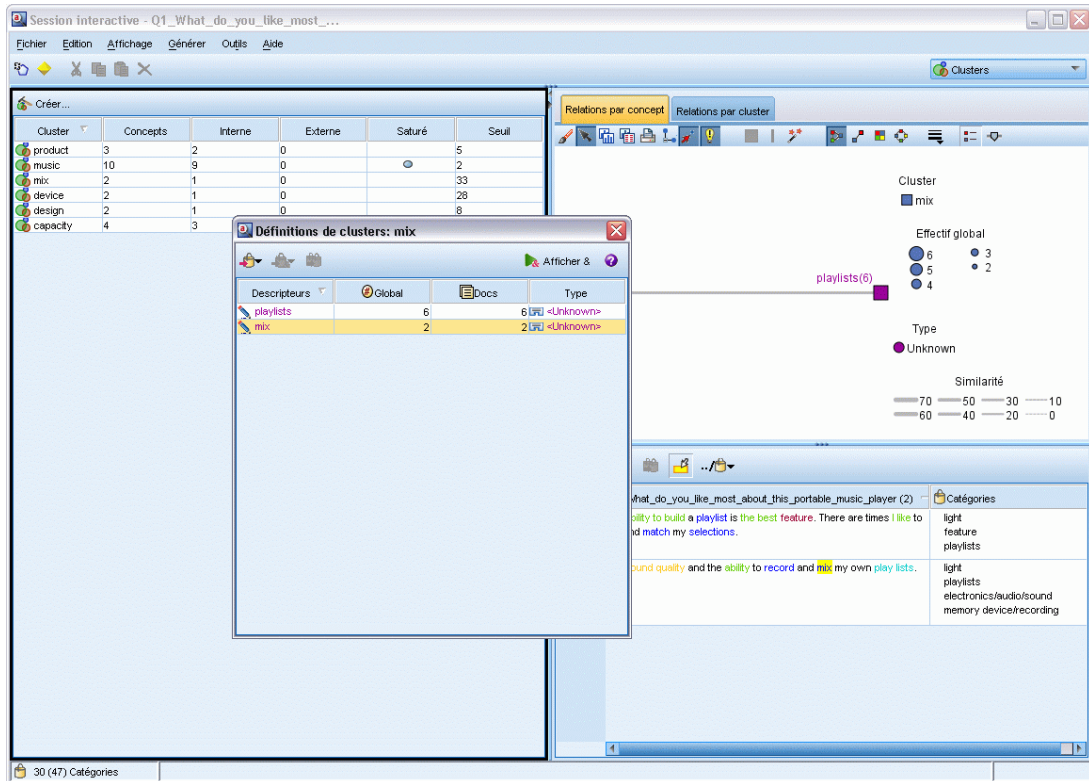 Session interactive - Q1_What_do_you_like_most_...
Fichier Edition Affichage Générer Outils Aide
Clusters
Créer...
Cluster Concepts Interne Externe Saturé Seuil
product 3 2 0 5
music 10 9 0 2
mix 2 1 0 33
device 2 1 0 28
design 2 1 0 8
capacity 4 3
Relations par concept Relations par cluster
Cluster
mix
Effectif global
6 3
5 2
4
playlists(6)
Type
Unknown
Similarité
70 50 30 10
60 40 20 0
Définitions de clusters: mix
Afficher &
Descripteurs Global Docs Type
playlists 6 6 <Unknown>
mix 2 2 <Unknown>
../
What_do_you_like_most_about_this_portable_music_player (2) Catégories
to build a playlist is the best feature. There are times I like to light
match my selections. feature
playlists
quality and the ability to record and mix my own play lists. light
playlists
electronics/audio/sound
memory device/recording
30 (47) Catégories